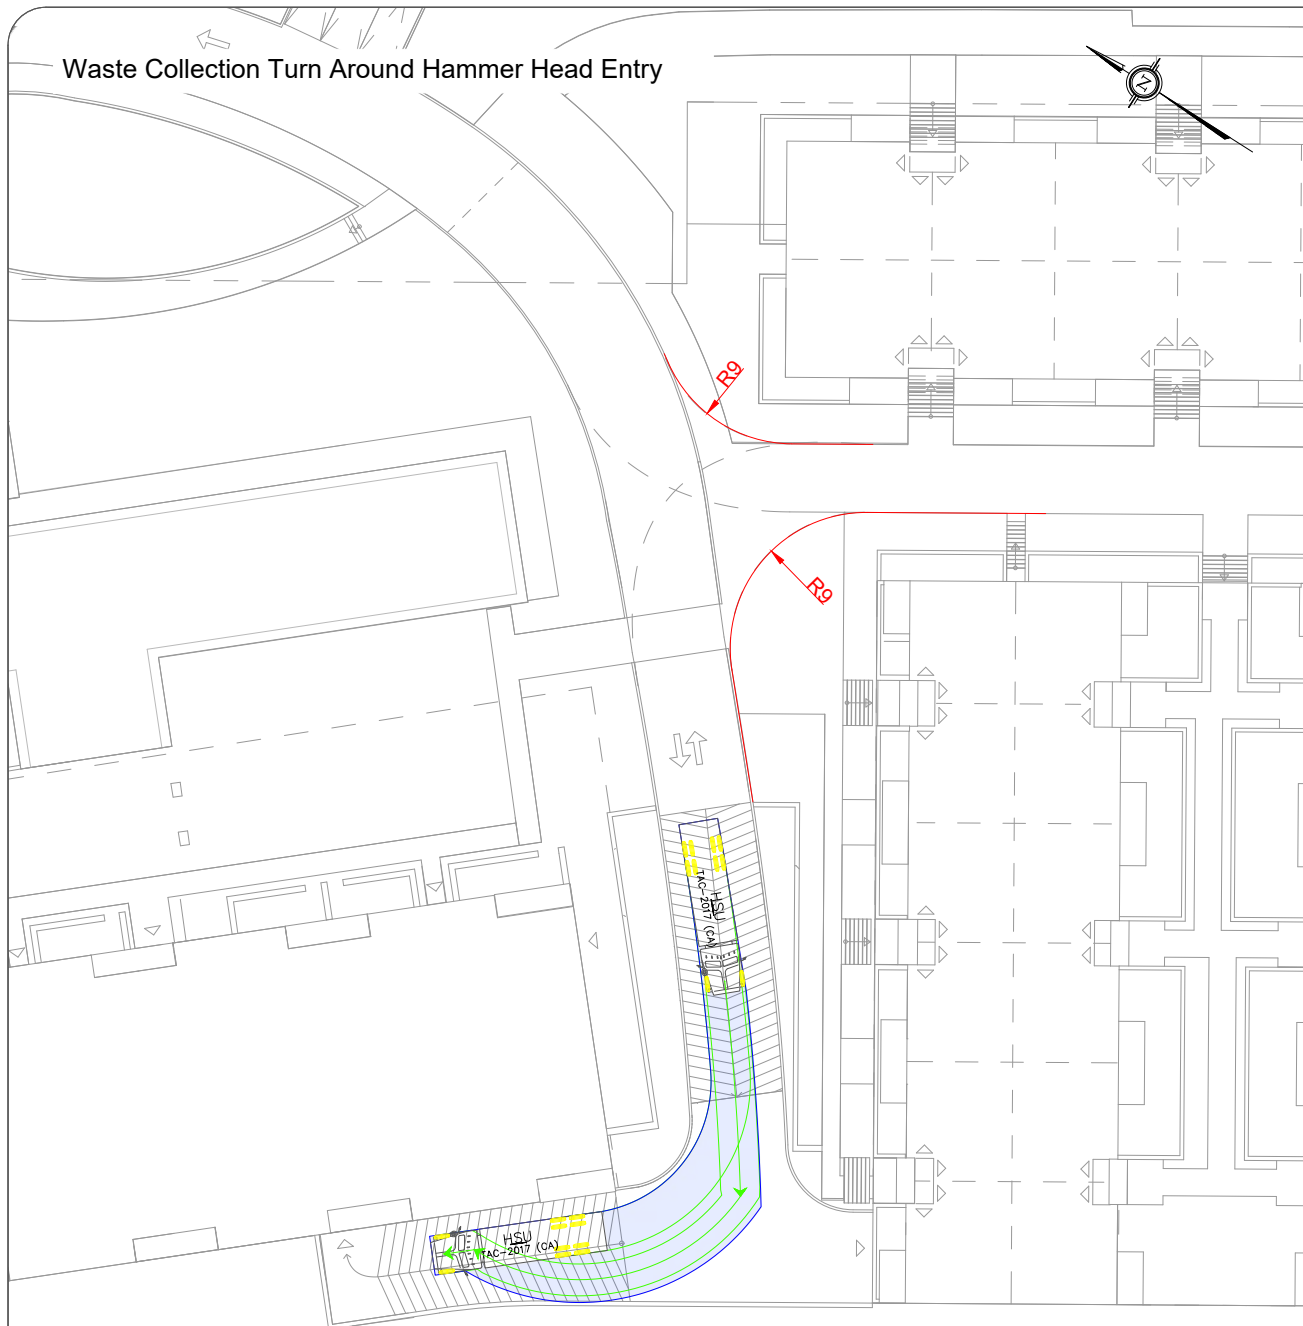 Waste Collection Turn Around Hammer Head Entry
N
R9
R9
HSU
TAC-2017 (CA)
HSU
TAC-2017 (CA)